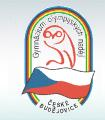 Gymnázium olympijských nadějí
ČESKÉ
BUDĚJOVICE